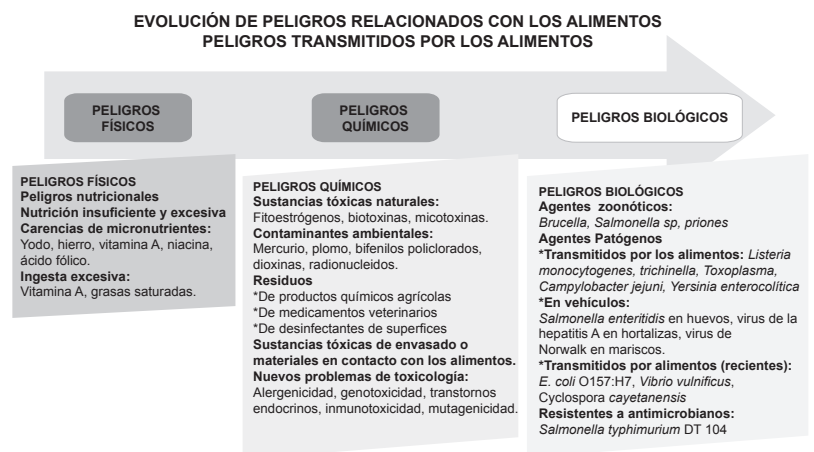 EVOLUCIÓN DE PELIGROS RELACIONADOS CON LOS ALIMENTOS
PELIGROS TRANSMITIDOS POR LOS ALIMENTOS
PELIGROS
FÍSICOS
PELIGROS
QUÍMICOS
PELIGROS BIOLÓGICOS
PELIGROS FÍSICOS
Peligros nutricionales
Nutrición insuficiente y excesiva
Carencias de micronutrientes:
Yodo, hierro, vitamina A, niacina,
ácido fólico.
Ingesta excesiva:
Vitamina A, grasas saturadas.
PELIGROS QUÍMICOS
Sustancias tóxicas naturales:
Fitoestrógenos, biotoxinas, micotoxinas.
Contaminantes ambientales:
Mercurio, plomo, bifenilos policlorados,
dioxinas, radionucleidos.
Residuos
*De productos químicos agrícolas
*De medicamentos veterinarios
*De desinfectantes de superfices
Sustancias tóxicas de envasado o
materiales en contacto con los alimentos.
Nuevos problemas de toxicología:
Alergenicidad, genotoxicidad, transtornos
endocrinos, inmunotoxicidad, mutagenicidad.
PELIGROS BIOLÓGICOS
Agentes zoonóticos:
Brucella, Salmonella sp, priones
Agentes Patógenos
*Transmitidos por los alimentos: Listeria
monocytogenes, trichinella, Toxoplasma,
Campylobacter jejuni, Yersinia enterocolítica
*En vehículos:
Salmonella enteritidis en huevos, virus de la
hepatitis A en hortalizas, virus de
Norwalk en mariscos.
*Transmitidos por alimentos (recientes):
E. coli O157:H7, Vibrio vulnificus,
Cyclospora cayetanensis
Resistentes a antimicrobianos:
Salmonella typhimurium DT 104